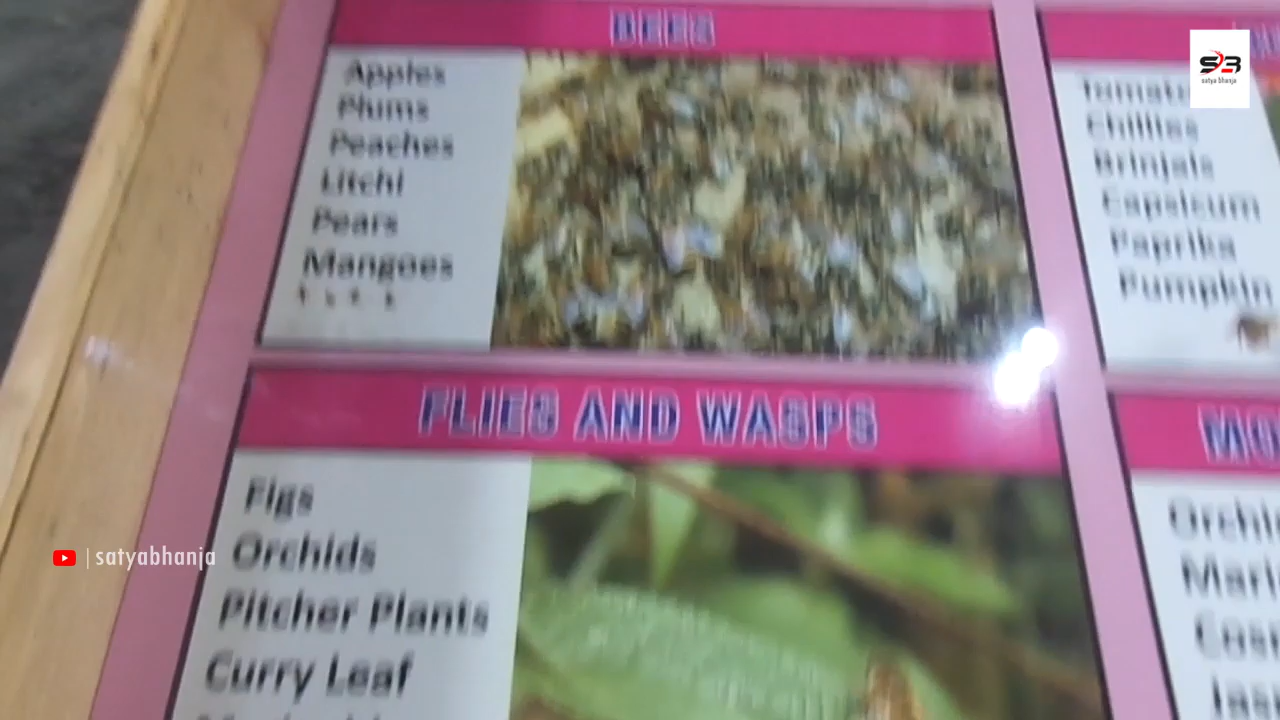 BEES
Apples
Plums
Peaches
Litchi
Pears
Mangoes
Chillies
Brinjals
Capsicum
Paprika
Pumpkin
FLIES AND WASPS
Figs
Orchids
Pitcher Plants
Curry Leaf
SB
satya bhanja
| satyabhanja